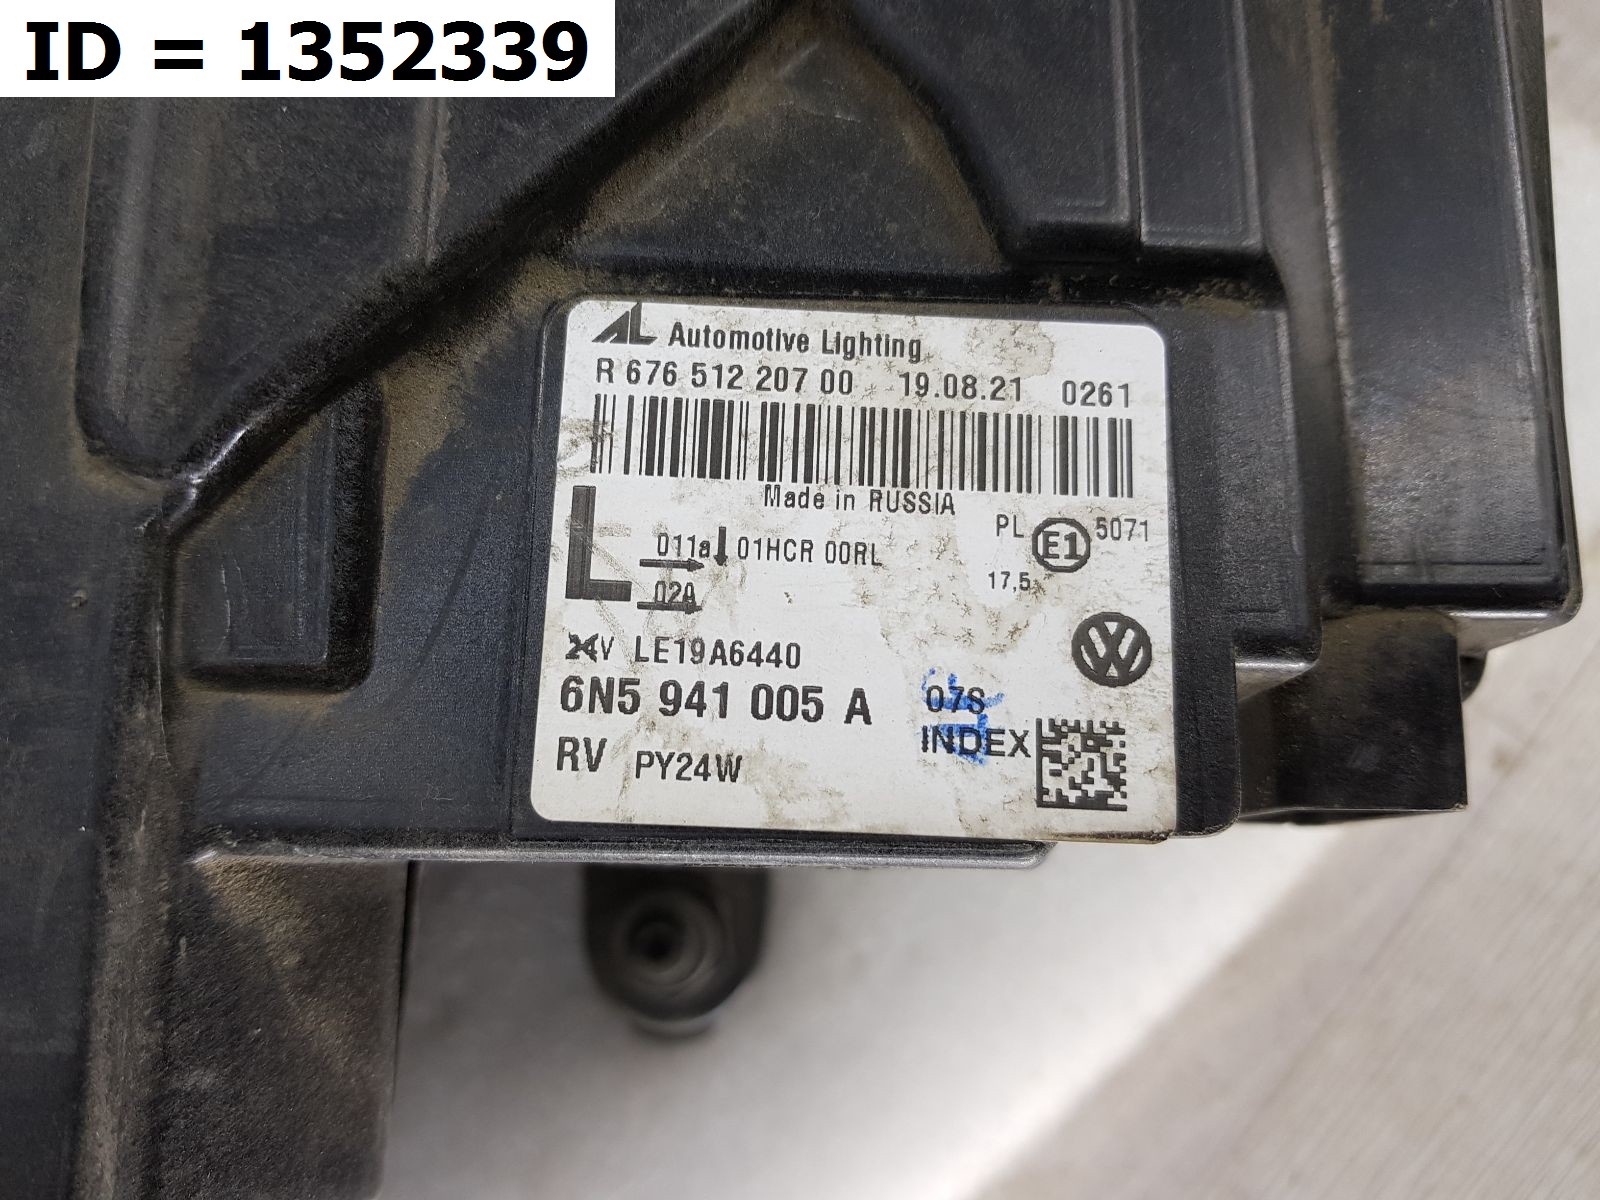 ID = 1352339
AL Automotive Lighting
R 676 512 207 00 19.08.21 0261
Made in RUSSIA
L
011a 01HCR 00RL
02A
PL E1 5071
17,5
24V LE19A6440
6N5 941 005 A 07S
INDEX
RV PY24W